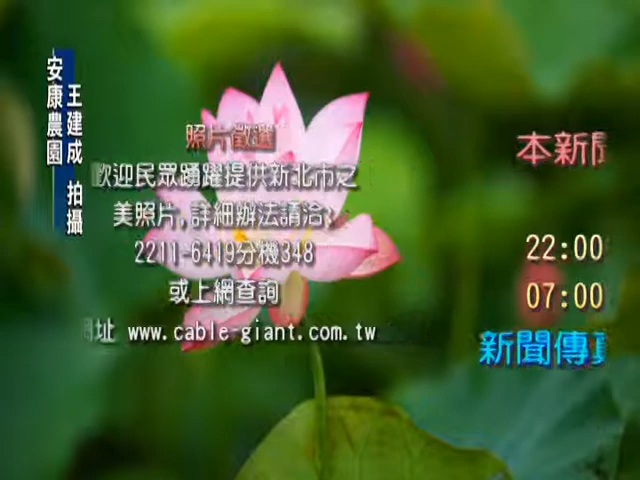 安康農園
王建成 拍攝
照片徵選
歡迎民眾踴躍提供新北市之
美照片,詳細辦法請洽:
2211-6419分機348
或上網查詢
網址 www.cable-giant.com.tw
本新聞
22:00
07:00
新聞傳真